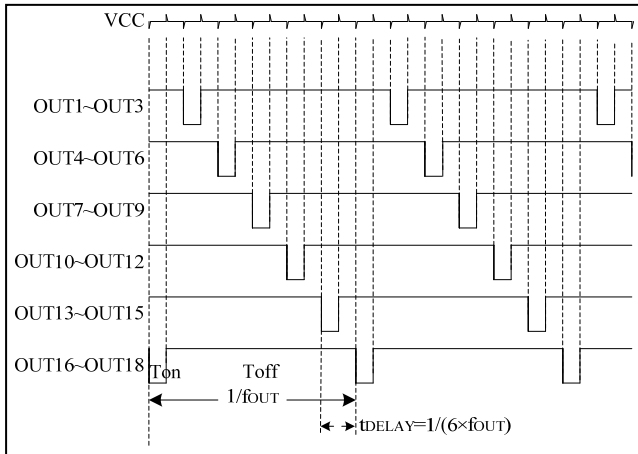 VCC
OUT1~OUT3
OUT4~OUT6
OUT7~OUT9
OUT10~OUT12
OUT13~OUT15
OUT16~OUT18
Ton Toff
1/fOUT
tDELAY=1/(6×fOUT)